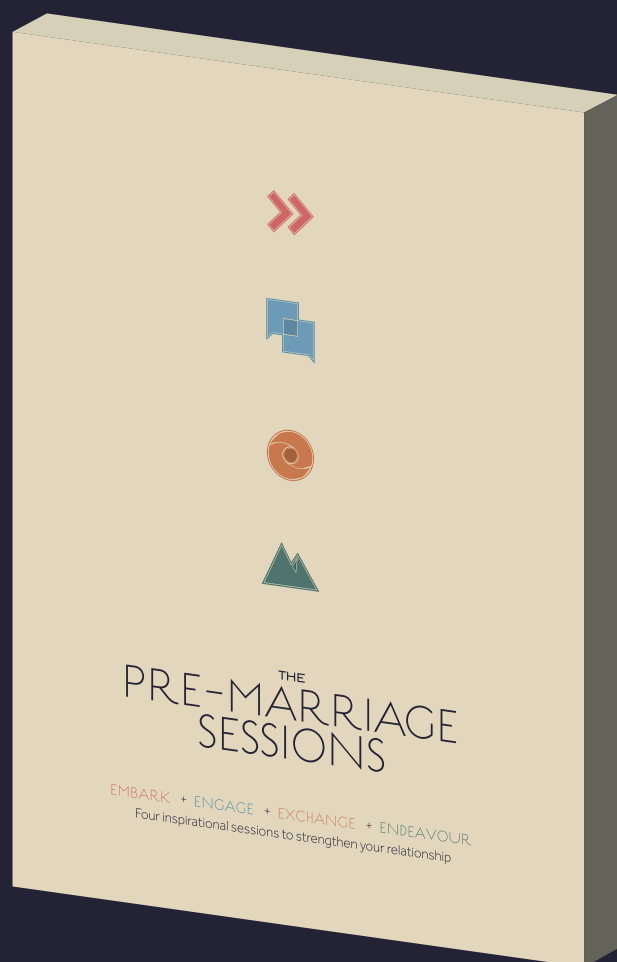 THE
PRE-MARRIAGE
SESSIONS
EMBARK + ENGAGE + EXCHANGE + ENDEAVOUR
Four inspirational sessions to strengthen your relationship